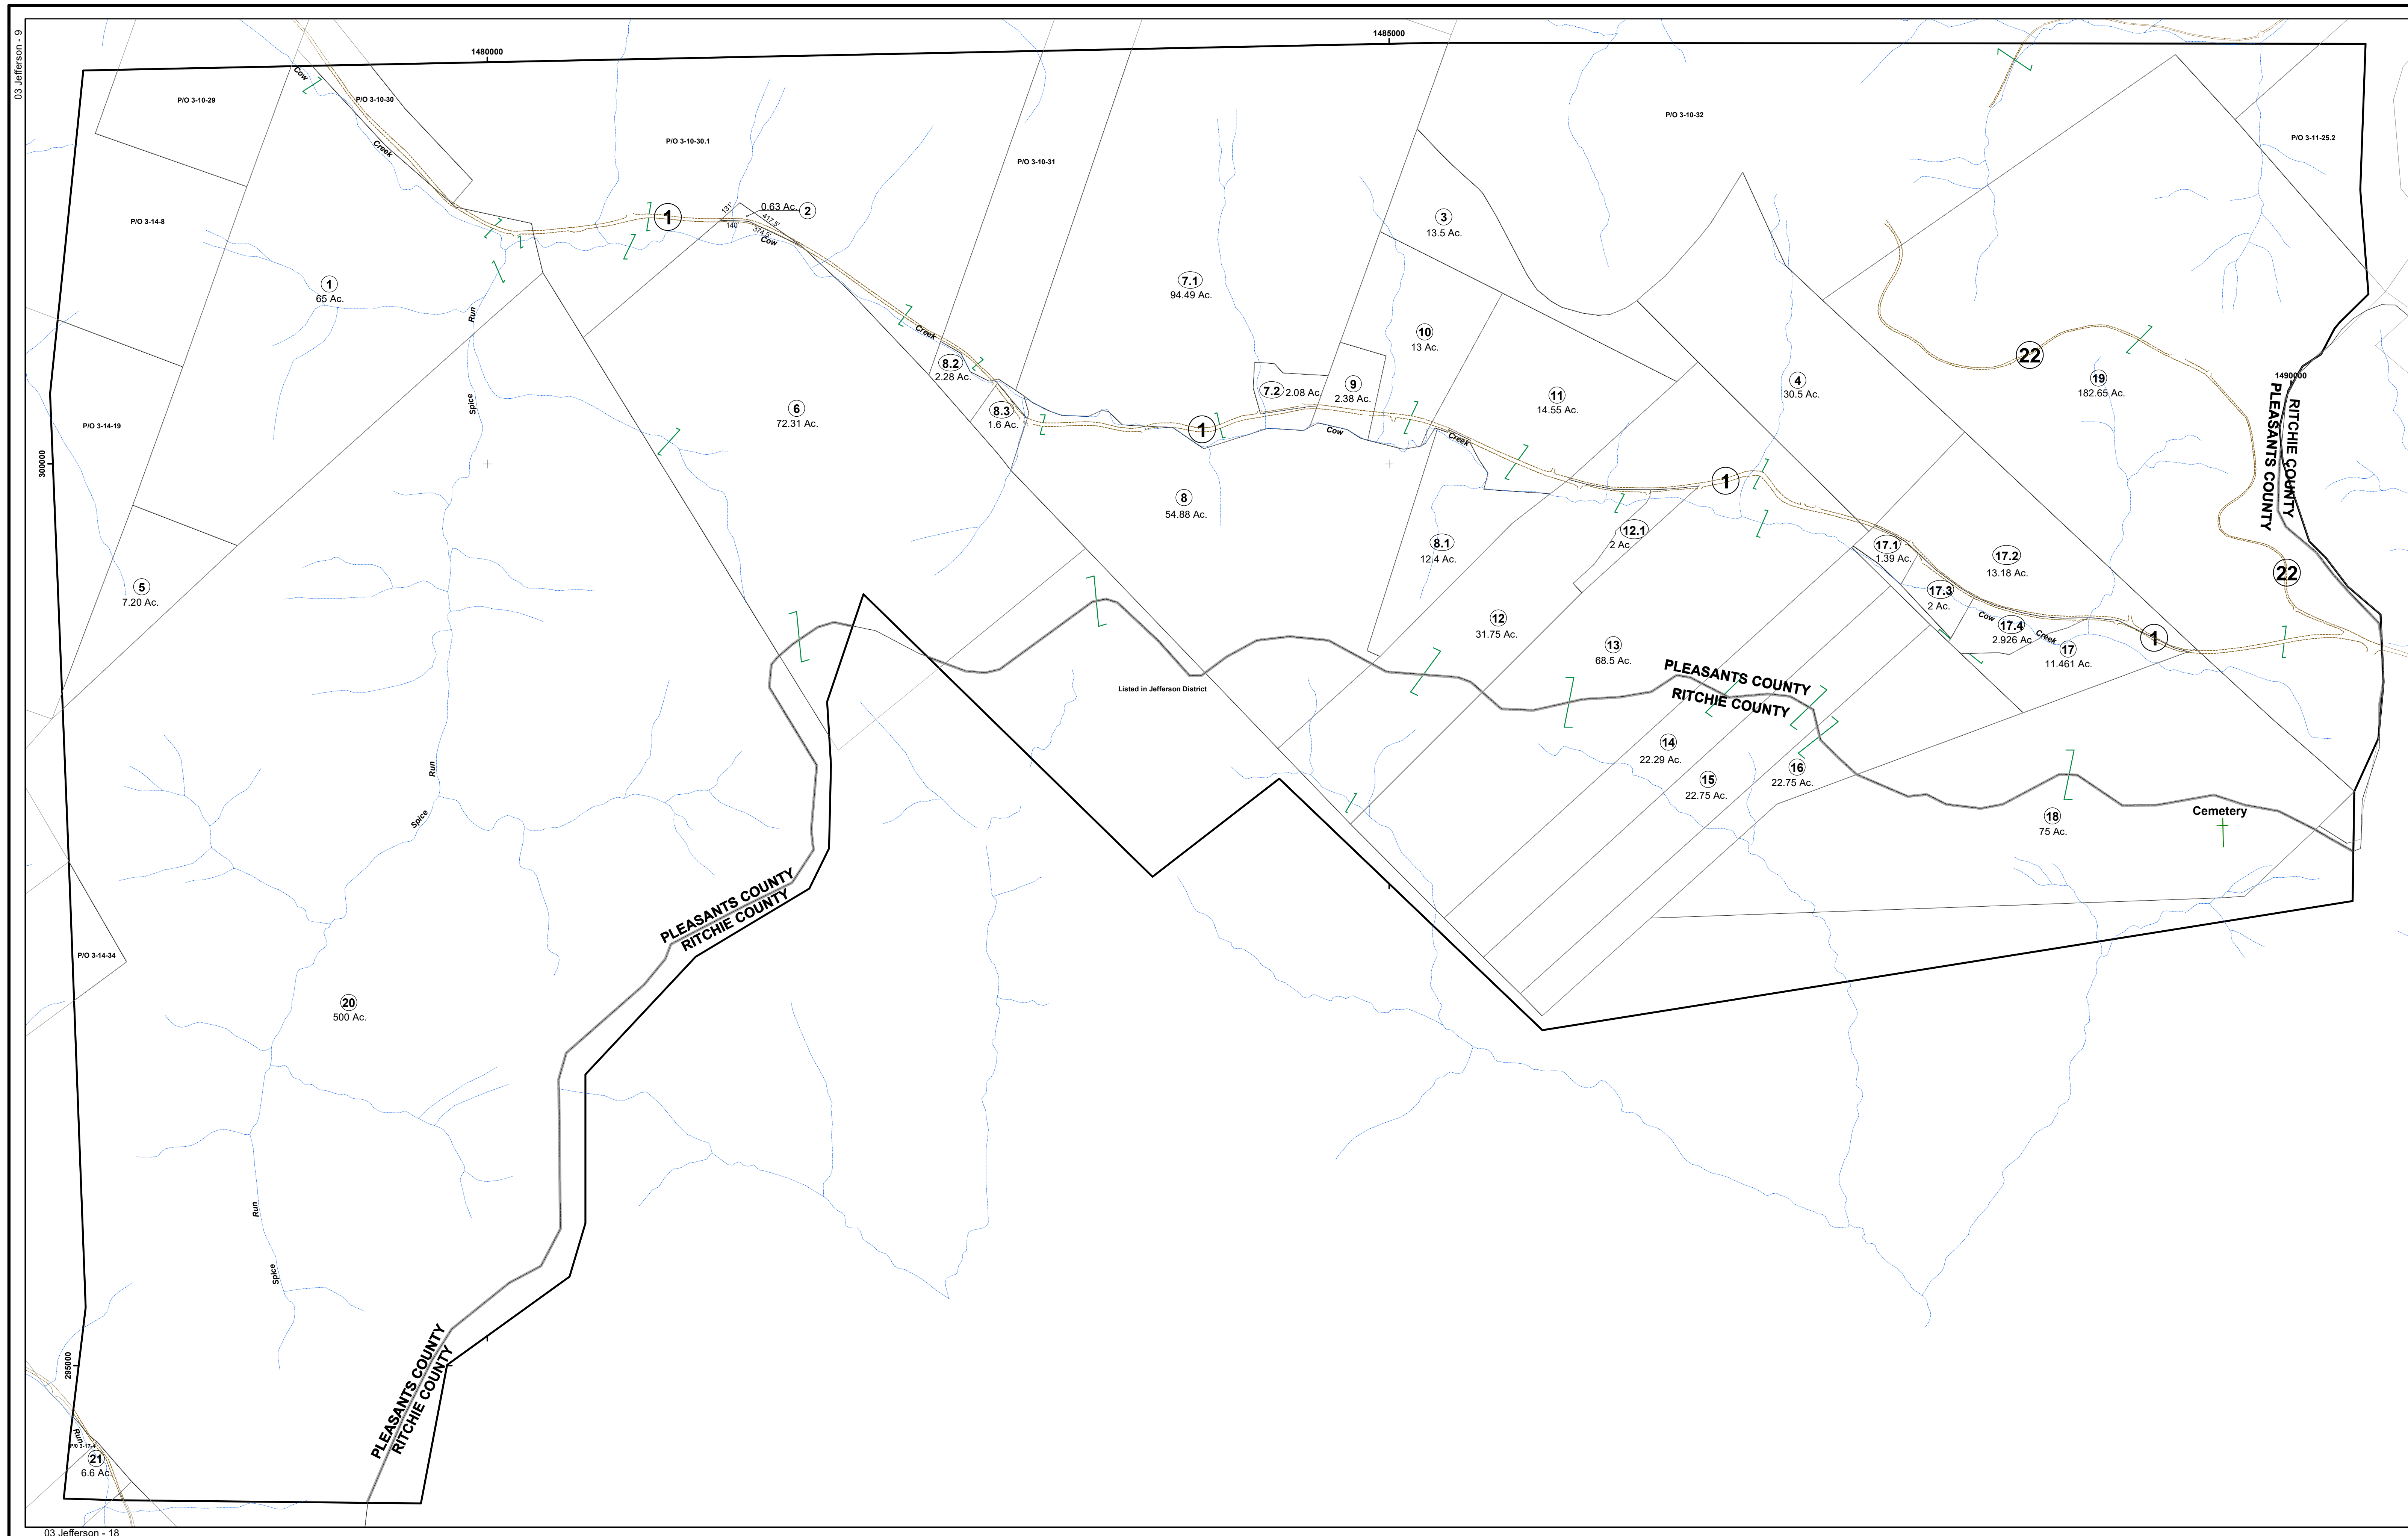 03 Jefferson - 9
1480000
1485000
P/O 3-10-29
P/O 3-10-30
P/O 3-10-30.1
P/O 3-10-31
P/O 3-10-32
P/O 3-11-25.2
Cow
Creek
P/O 3-14-8
1
131'
0.63 Ac.
2
417.5'
140'
374.5'
Cow
3
13.5 Ac.
1
65 Ac.
Run
7.1
94.49 Ac.
10
13 Ac.
Creek
22
1490000
8.2
2.28 Ac.
7.2
2.08 Ac.
9
2.38 Ac.
4
30.5 Ac.
19
182.65 Ac.
11
14.55 Ac.
Spice
6
72.31 Ac.
8.3
1.6 Ac.
P/O 3-14-19
1
Cow
Creek
PLEASANTS COUNTY
RITCHIE COUNTY
300000
1
8
54.88 Ac.
8.1
12.4 Ac.
12.1
2 Ac.
17.1
1.39 Ac.
17.2
13.18 Ac.
22
5
7.20 Ac.
17.3
2 Ac.
12
31.75 Ac.
Cow
Creek
17.4
2.926 Ac
1
13
68.5 Ac.
17
11.461 Ac.
PLEASANTS COUNTY
RITCHIE COUNTY
Listed in Jefferson District
14
22.29 Ac.
15
22.75 Ac.
16
22.75 Ac.
Run
Spice
18
75 Ac.
Cemetery
PLEASANTS COUNTY
RITCHIE COUNTY
P/O 3-14-34
20
500 Ac.
Run
Spice
295000
PLEASANTS COUNTY
RITCHIE COUNTY
Run
P/O 3-17-4
21
6.6 Ac.
03 Jefferson - 18